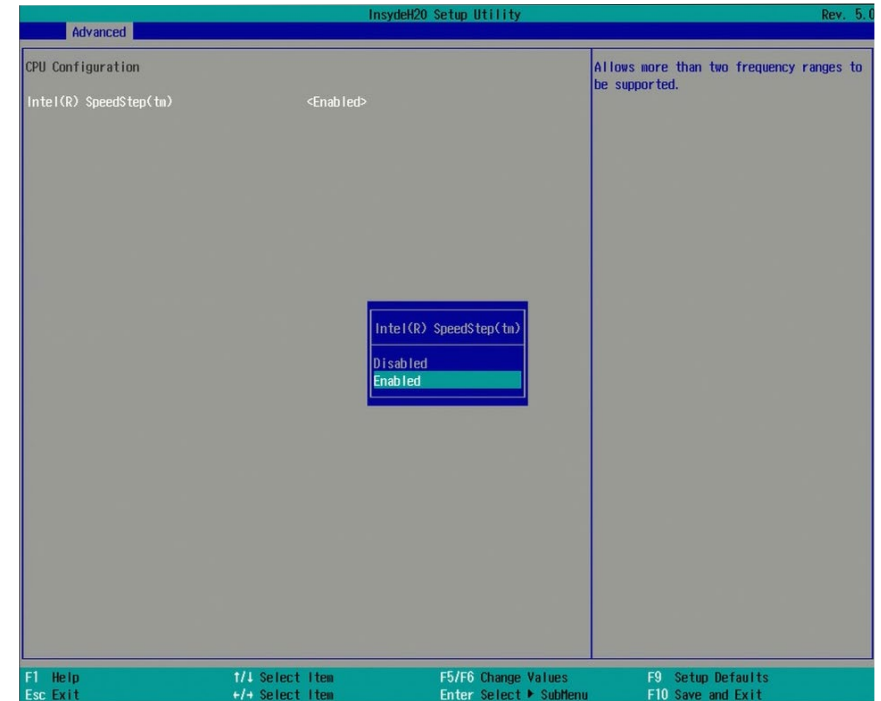 InsydeH20 Setup Utility Rev. 5.0
Advanced
CPU Configuration
Intel(R) SpeedStep(tm) <Enabled>
Allows more than two frequency ranges to
be supported.
Intel(R) SpeedStep(tm)
Disabled
Enabled
F1 Help ↑/↓ Select Item F5/F6 Change Values F9 Setup Defaults
Esc Exit ←/→ Select Item Enter Select ▶ SubMenu F10 Save and Exit